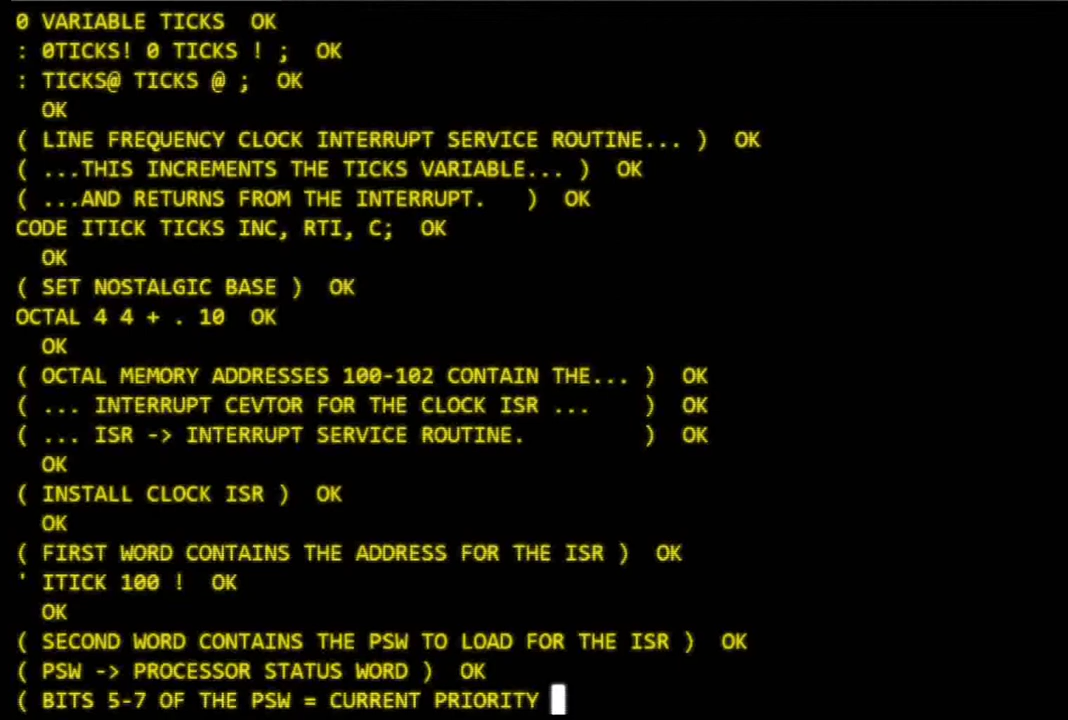 0 VARIABLE TICKS  OK
: 0TICKS! 0 TICKS ! ;  OK
: TICKS@ TICKS @ ;  OK
  OK
( LINE FREQUENCY CLOCK INTERRUPT SERVICE ROUTINE... )  OK
( ...THIS INCREMENTS THE TICKS VARIABLE... )  OK
( ...AND RETURNS FROM THE INTERRUPT.   )  OK
CODE ITICK TICKS INC, RTI, C;  OK
  OK
( SET NOSTALGIC BASE )  OK
OCTAL 4 4 + . 10  OK
  OK
( OCTAL MEMORY ADDRESSES 100-102 CONTAIN THE... )  OK
( ... INTERRUPT CEVTOR FOR THE CLOCK ISR ...    )  OK
( ... ISR -> INTERRUPT SERVICE ROUTINE.         )  OK
  OK
( INSTALL CLOCK ISR )  OK
  OK
( FIRST WORD CONTAINS THE ADDRESS FOR THE ISR )  OK
' ITICK 100 !  OK
  OK
( SECOND WORD CONTAINS THE PSW TO LOAD FOR THE ISR )  OK
( PSW -> PROCESSOR STATUS WORD )  OK
( BITS 5-7 OF THE PSW = CURRENT PRIORITY